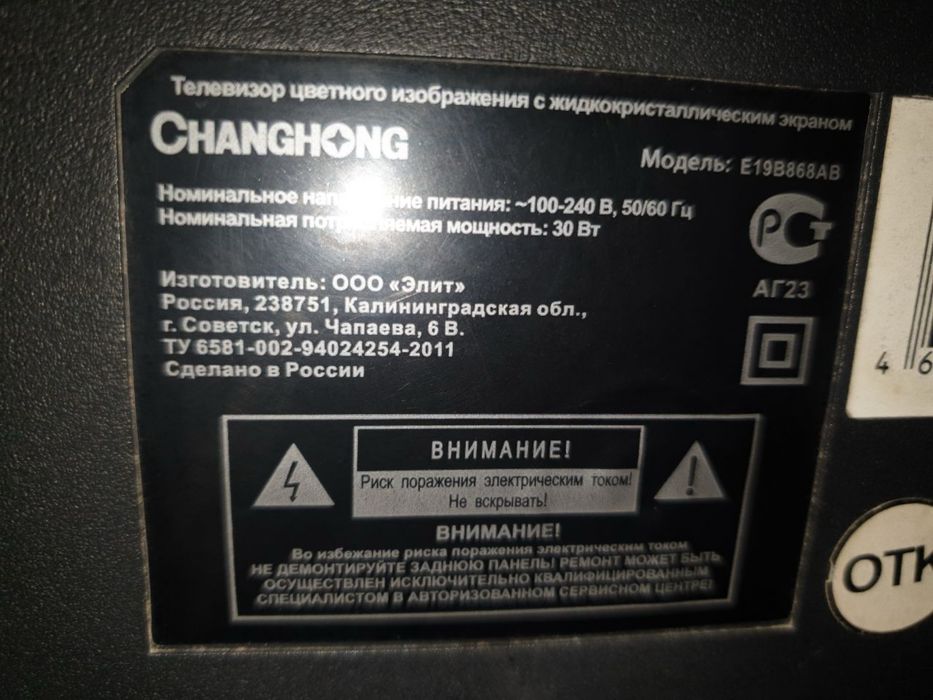 Телевизор цветного изображения с жидкокристаллическим экраном
CHANGHONG
Модель: E19B868AB
Номинальное напряжение питания: ~100-240 В, 50/60 Гц
Номинальная потребляемая мощность: 30 Вт
РСТ
АГ23
Изготовитель: ООО «Элит»
Россия, 238751, Калининградская обл.,
г. Советск, ул. Чапаева, 6 В.
ТУ 6581-002-94024254-2011
Сделано в России
ВНИМАНИЕ!
Риск поражения электрическим током!
Не вскрывать!
ВНИМАНИЕ!
Во избежание риска поражения электрическим током
НЕ ДЕМОНТИРУЙТЕ ЗАДНЮЮ ПАНЕЛЬ! РЕМОНТ МОЖЕТ БЫТЬ
ОСУЩЕСТВЛЕН ИСКЛЮЧИТЕЛЬНО КВАЛИФИЦИРОВАННЫМ
СПЕЦИАЛИСТОМ В АВТОРИЗОВАННОМ СЕРВИСНОМ ЦЕНТРЕ!
46
ОТК